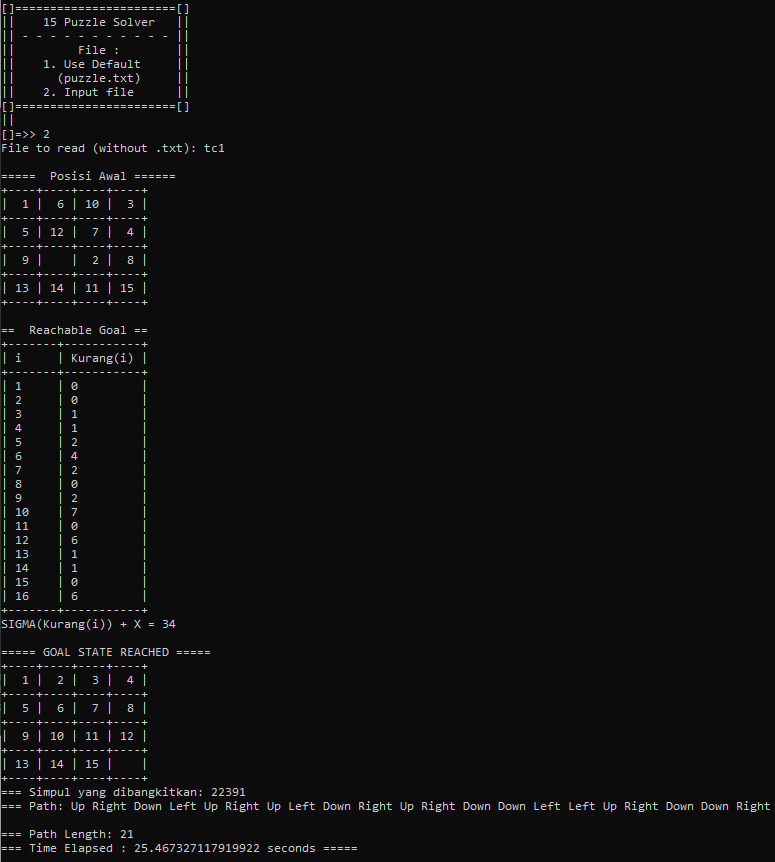 []=======================[]
||    15 Puzzle Solver   ||
|| - - - - - - - - - - - ||
||         File :        ||
||    1. Use Default     ||
||      (puzzle.txt)     ||
||    2. Input file      ||
[]=======================[]
||
[]=>> 2
File to read (without .txt): tc1

=====  Posisi Awal ======
+----+----+----+----+
|  1 |  6 | 10 |  3 |
+----+----+----+----+
|  5 | 12 |  7 |  4 |
+----+----+----+----+
|  9 |    |  2 |  8 |
+----+----+----+----+
| 13 | 14 | 11 | 15 |
+----+----+----+----+

==  Reachable Goal ==
+-------+-----------+
| i     | Kurang(i) |
+-------+-----------+
| 1     | 0         |
| 2     | 0         |
| 3     | 1         |
| 4     | 1         |
| 5     | 2         |
| 6     | 4         |
| 7     | 2         |
| 8     | 0         |
| 9     | 2         |
| 10    | 7         |
| 11    | 0         |
| 12    | 6         |
| 13    | 1         |
| 14    | 1         |
| 15    | 0         |
| 16    | 6         |
+-------+-----------+
SIGMA(Kurang(i)) + X = 34

===== GOAL STATE REACHED =====
+----+----+----+----+
|  1 |  2 |  3 |  4 |
+----+----+----+----+
|  5 |  6 |  7 |  8 |
+----+----+----+----+
|  9 | 10 | 11 | 12 |
+----+----+----+----+
| 13 | 14 | 15 |    |
+----+----+----+----+
=== Simpul yang dibangkitkan: 22391
=== Path: Up Right Down Left Up Right Up Left Down Right Up Right Down Down Left Left Up Right Down Down Right

=== Path Length: 21
=== Time Elapsed : 25.467327117919922 seconds =====